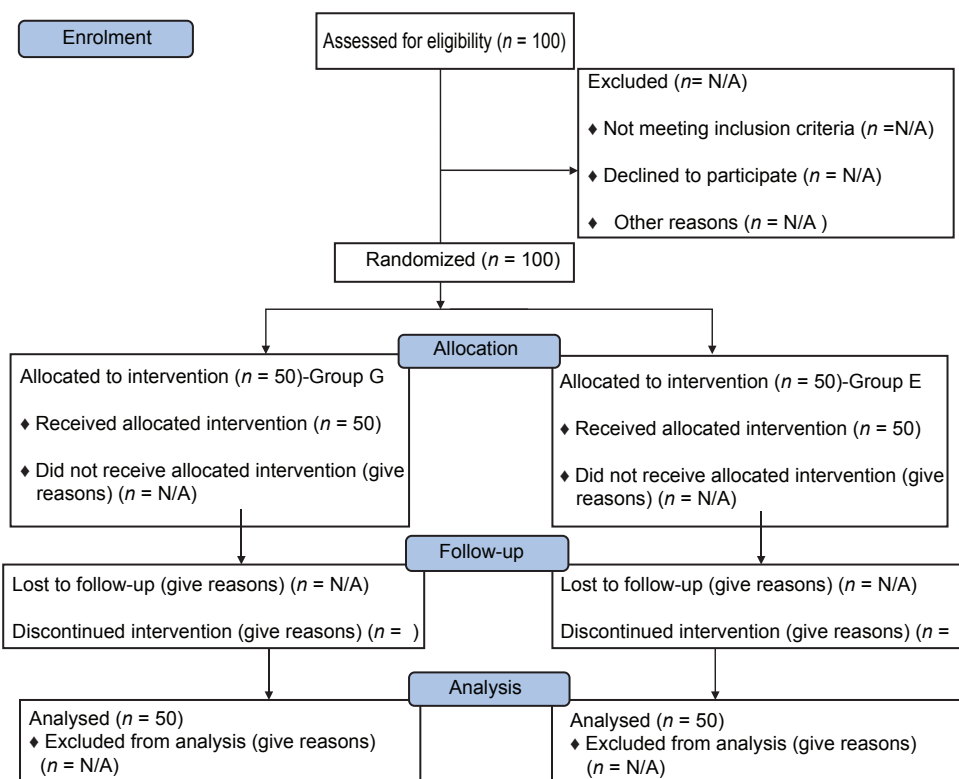 Enrolment
Assessed for eligibility (n = 100)
Excluded (n= N/A)
♦ Not meeting inclusion criteria (n =N/A)
♦ Declined to participate (n = N/A)
♦ Other reasons (n = N/A )
Randomized (n = 100)
Allocation
Allocated to intervention (n = 50)-Group G
♦ Received allocated intervention (n = 50)
♦ Did not receive allocated intervention (give
reasons) (n = N/A)
Allocated to intervention (n = 50)-Group E
♦ Received allocated intervention (n = 50)
♦ Did not receive allocated intervention (give
reasons) (n = N/A)
Follow-up
Lost to follow-up (give reasons) (n = N/A)
Discontinued intervention (give reasons) (n = )
Lost to follow-up (give reasons) (n = N/A)
Discontinued intervention (give reasons) (n =
Analysis
Analysed (n = 50)
♦ Excluded from analysis (give reasons)
(n = N/A)
Analysed (n = 50)
♦ Excluded from analysis (give reasons)
(n = N/A)